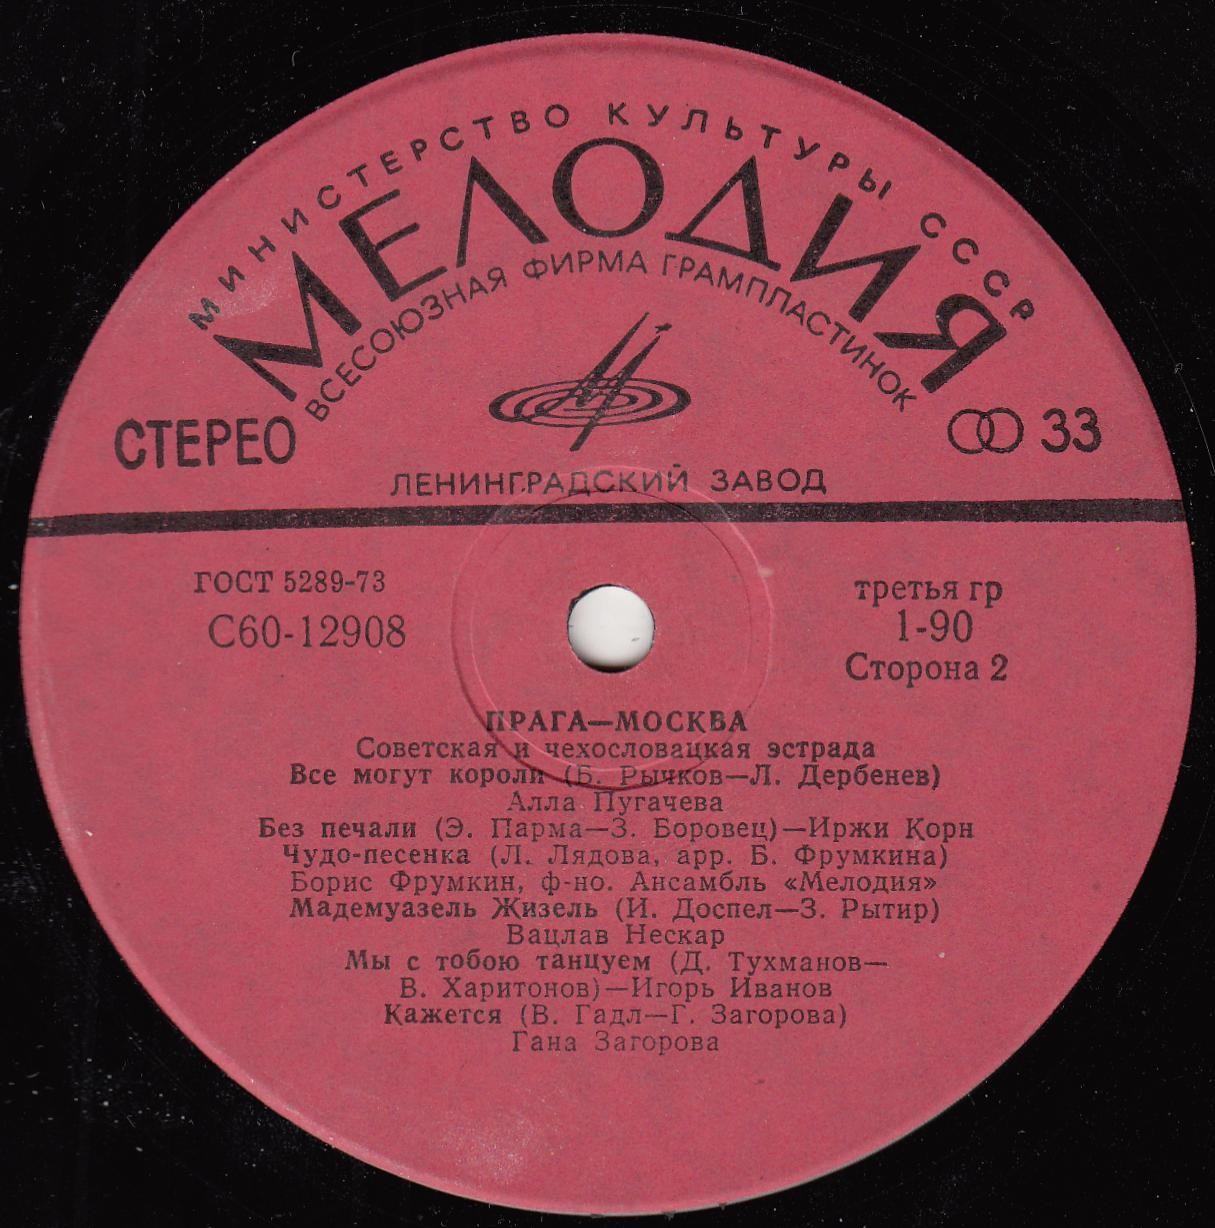 МИНИСТЕРСТВО КУЛЬТУРЫ СССР
МЕЛОДИЯ
ВСЕСОЮЗНАЯ ФИРМА ГРАМПЛАСТИНОК
СТЕРЕО
33
ЛЕНИНГРАДСКИЙ ЗАВОД
ГОСТ 5289-73
С60-12908
третья гр
1-90
Сторона 2
ПРАГА—МОСКВА
Советская и чехословацкая эстрада
Все могут короли (Б. Рычков—Л. Дербенев)
Алла Пугачева
Без печали (Э. Парма—З. Боровец)—Иржи Корн
Чудо-песенка (Л. Лядова, арр. Б. Фрумкина)
Борис Фрумкин, ф-но. Ансамбль «Мелодия»
Мадемуазель Жизель (И. Доспел—З. Рытир)
Вацлав Нескар
Мы с тобою танцуем (Д. Тухманов—
В. Харитонов)—Игорь Иванов
Кажется (В. Гадл—Г. Загорова)
Гана Загорова